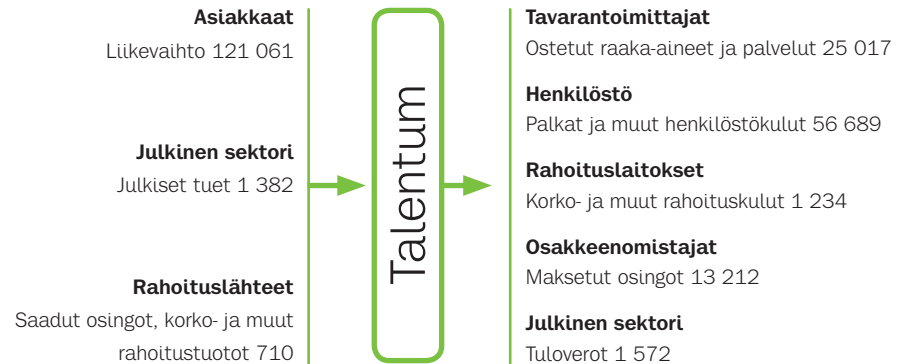 Asiakkaat
Liikevaihto 121 061
Julkinen sektori
Julkiset tuet 1 382
Rahoituslähteet
Saadut osingot, korko- ja muut
rahoitustuotot 710
Talentum
Tavarantoimittajat
Ostetut raaka-aineet ja palvelut 25 017
Henkilöstö
Palkat ja muut henkilöstökulut 56 689
Rahoituslaitokset
Korko- ja muut rahoituskulut 1 234
Osakkeenomistajat
Maksetut osingot 13 212
Julkinen sektori
Tuloverot 1 572